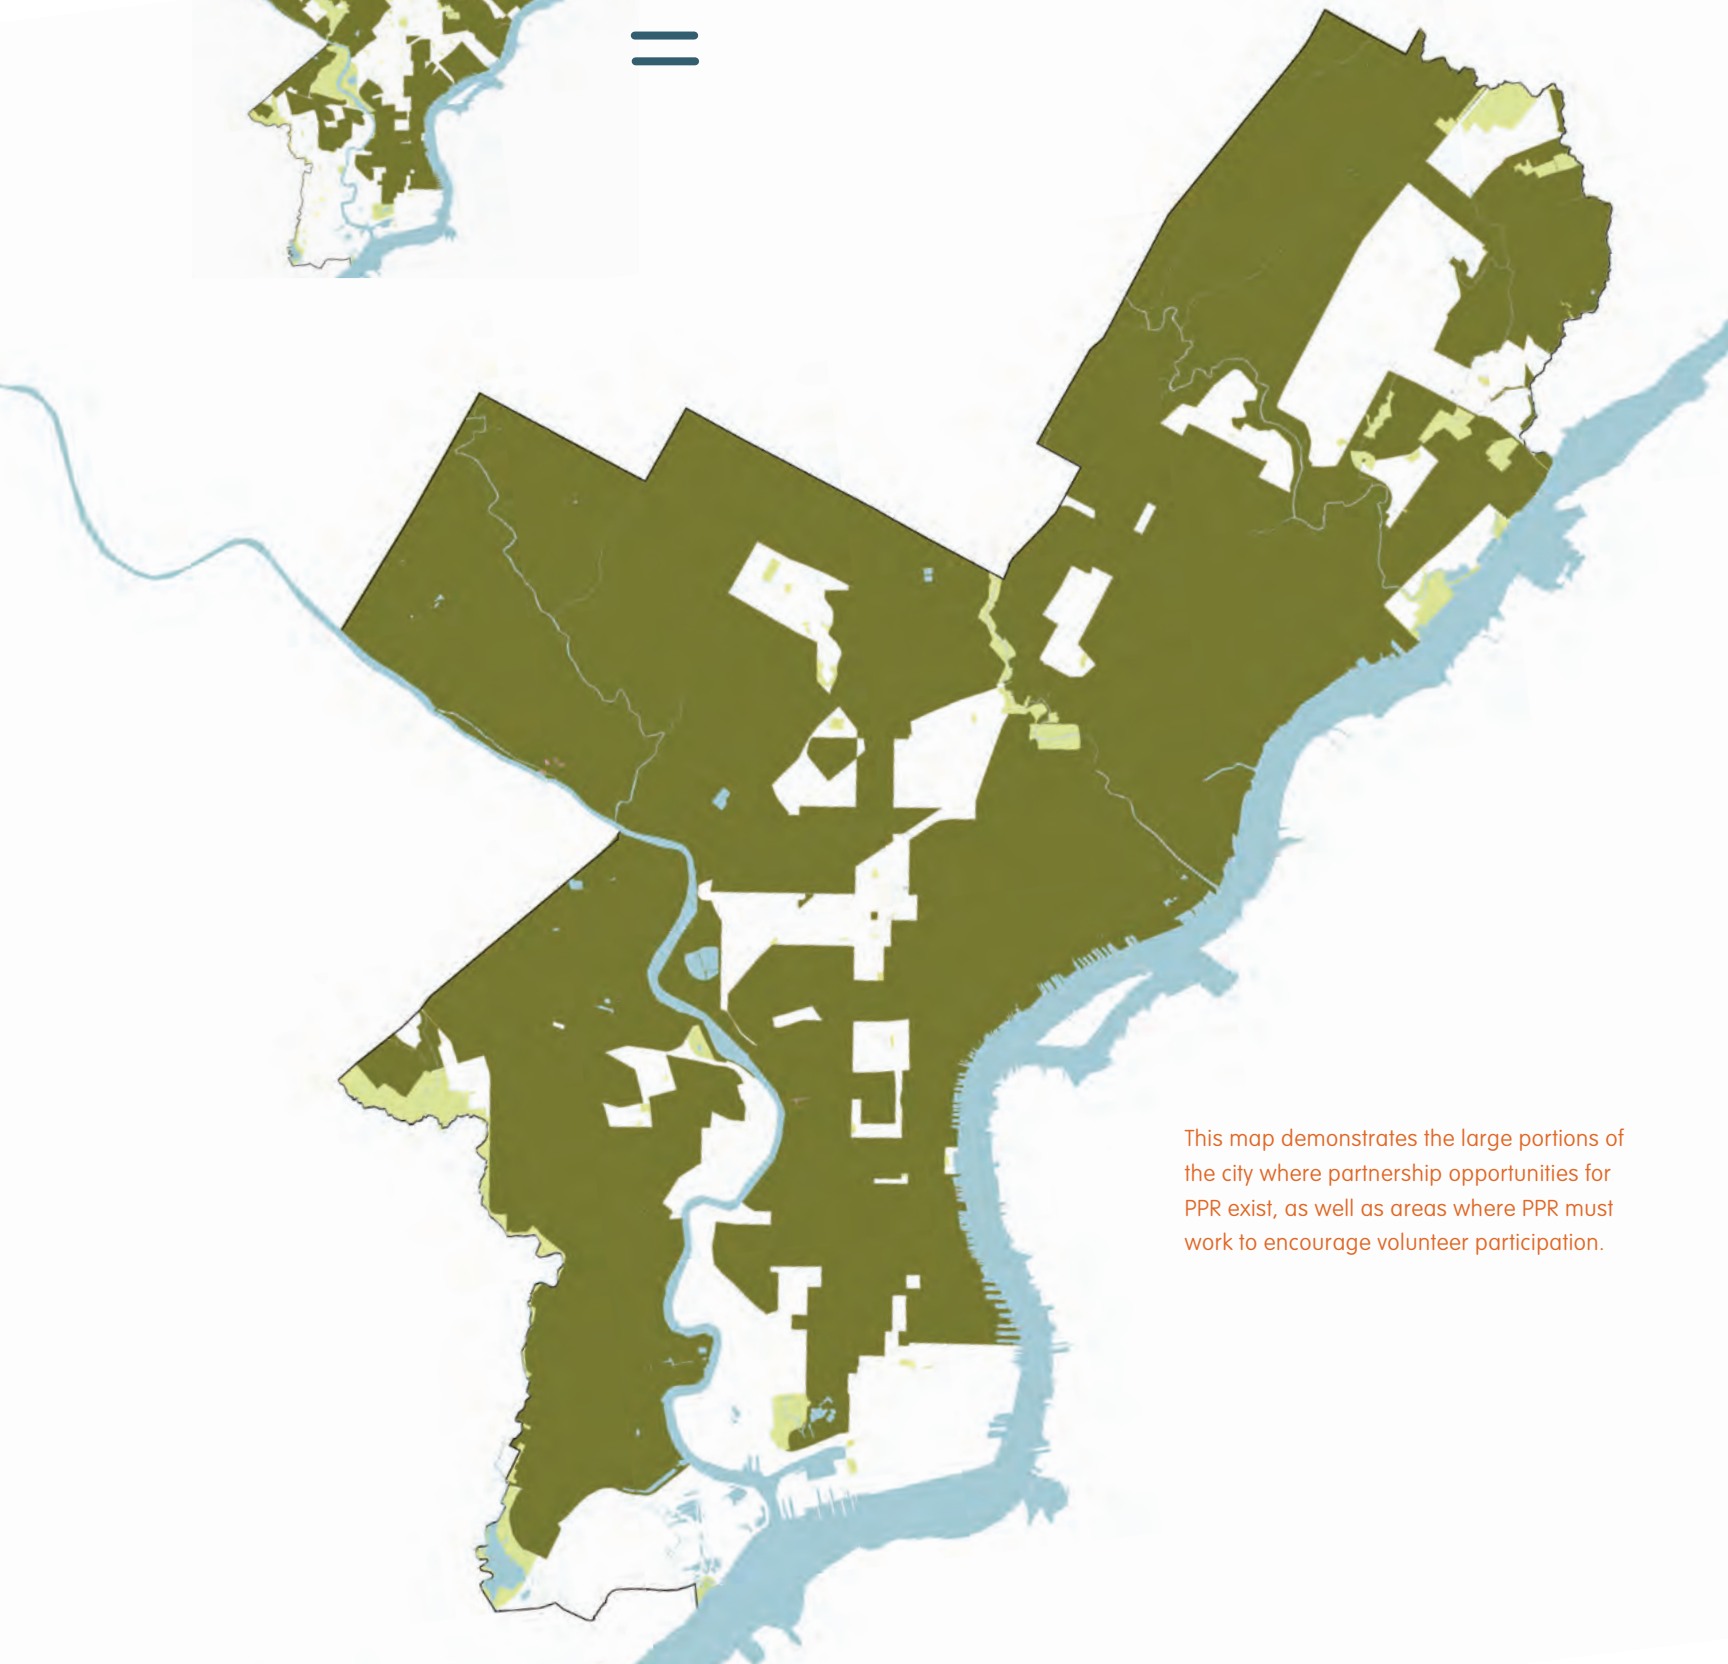 This map demonstrates the large portions of
the city where partnership opportunities for
PPR exist, as well as areas where PPR must
work to encourage volunteer participation.